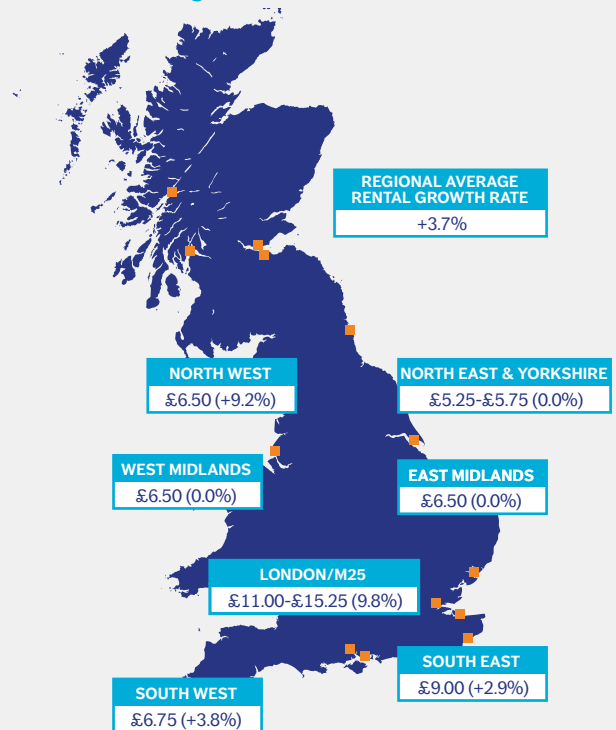 REGIONAL AVERAGE
RENTAL GROWTH RATE
+3.7%
NORTH WEST
£6.50 (+9.2%)
NORTH EAST & YORKSHIRE
£5.25-£5.75 (0.0%)
WEST MIDLANDS
£6.50 (0.0%)
EAST MIDLANDS
£6.50 (0.0%)
LONDON/M25
£11.00-£15.25 (9.8%)
SOUTH EAST
£9.00 (+2.9%)
SOUTH WEST
£6.75 (+3.8%)